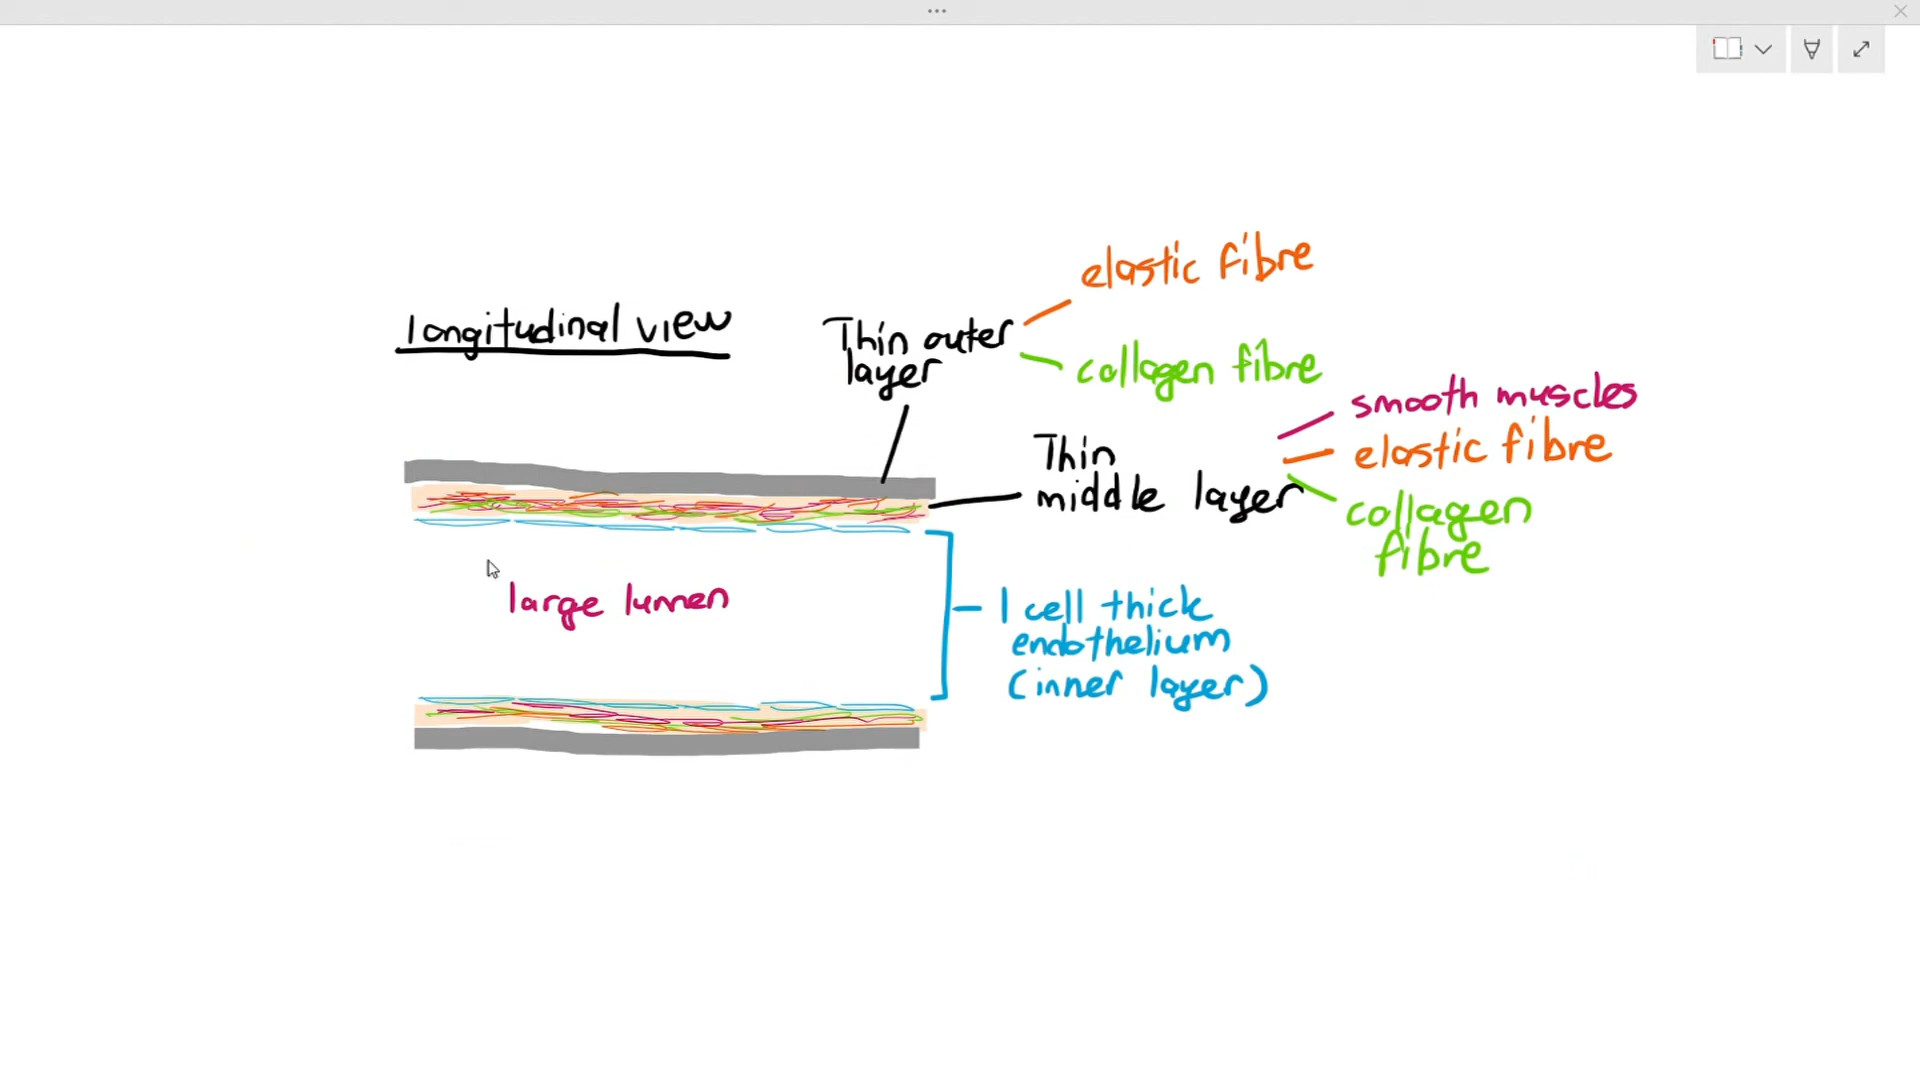 longitudinal view
Thin outer
layer
elastic fibre
collagen fibre
Thin
middle layer
smooth muscles
elastic fibre
collagen
fibre
large lumen
1 cell thick
endothelium
(inner layer)